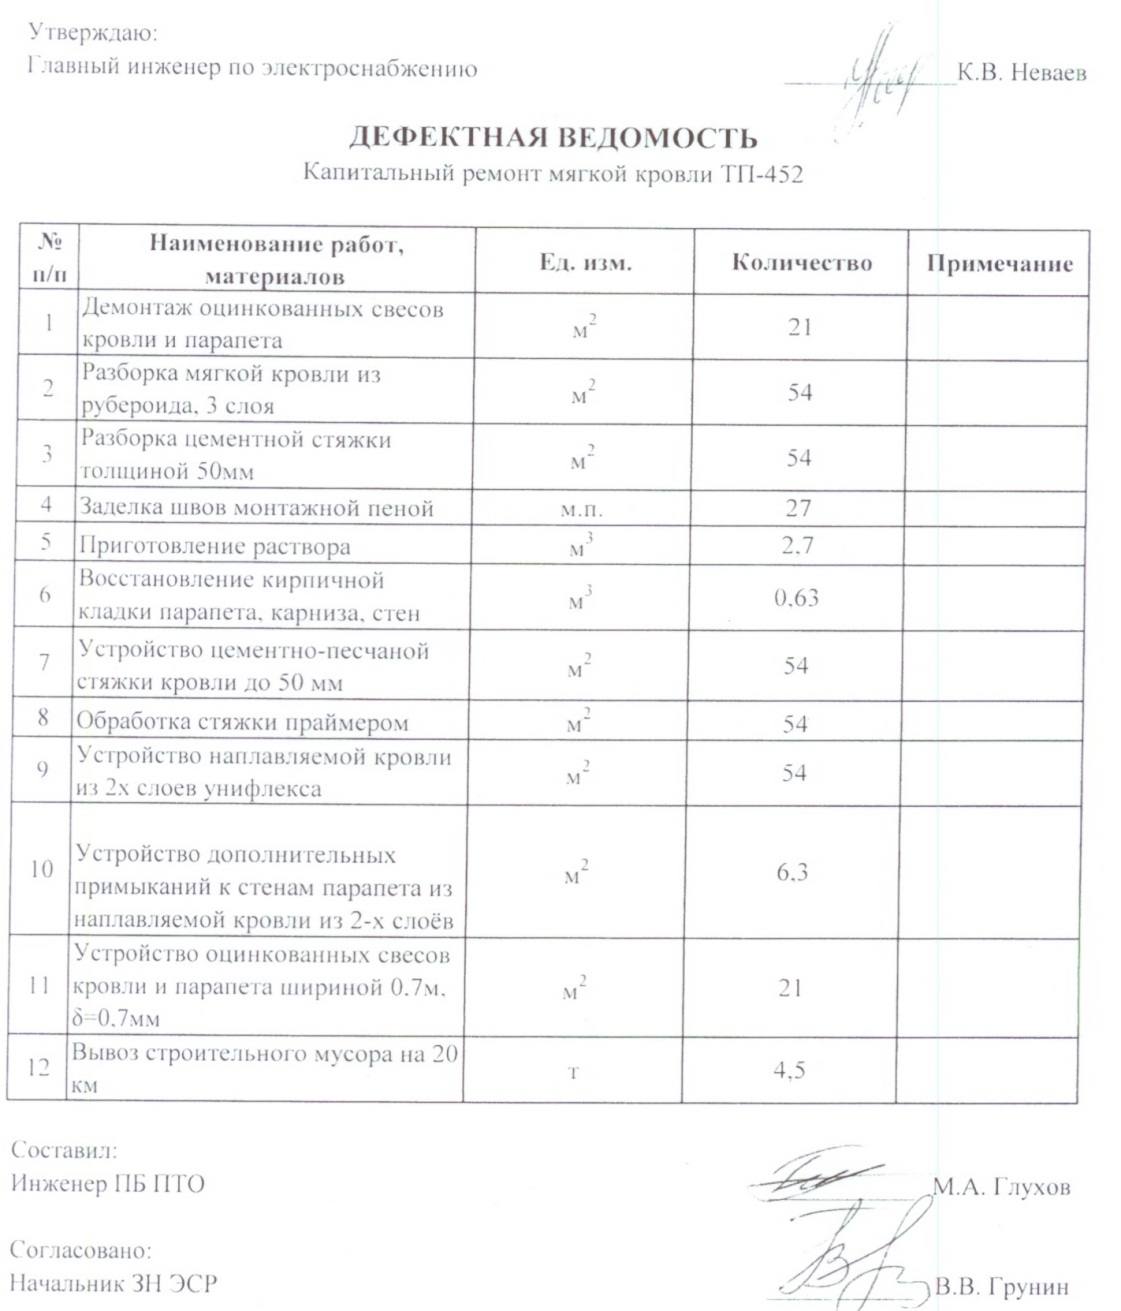 Утверждаю:
Главный инженер по электроснабжению
К.В. Неваев
ДЕФЕКТНАЯ ВЕДОМОСТЬ
Капитальный ремонт мягкой кровли ТП-452
№ п/п | Наименование работ, материалов | Ед. изм. | Количество | Примечание
1 | Демонтаж оцинкованных свесов кровли и парапета | м² | 21
2 | Разборка мягкой кровли из рубероида, 3 слоя | м² | 54
3 | Разборка цементной стяжки толщиной 50мм | м² | 54
4 | Заделка швов монтажной пеной | м.п. | 27
5 | Приготовление раствора | м³ | 2,7
6 | Восстановление кирпичной кладки парапета, карниза, стен | м³ | 0,63
7 | Устройство цементно-песчаной стяжки кровли до 50 мм | м² | 54
8 | Обработка стяжки праймером | м² | 54
9 | Устройство наплавляемой кровли из 2х слоев унифлекса | м² | 54
10 | Устройство дополнительных примыканий к стенам парапета из наплавляемой кровли из 2-х слоёв | м² | 6,3
11 | Устройство оцинкованных свесов кровли и парапета шириной 0,7м, δ=0,7мм | м² | 21
12 | Вывоз строительного мусора на 20 км | т | 4,5
Составил:
Инженер ПБ ПТО
М.А. Глухов
Согласовано:
Начальник ЗН ЭСР
В.В. Грунин